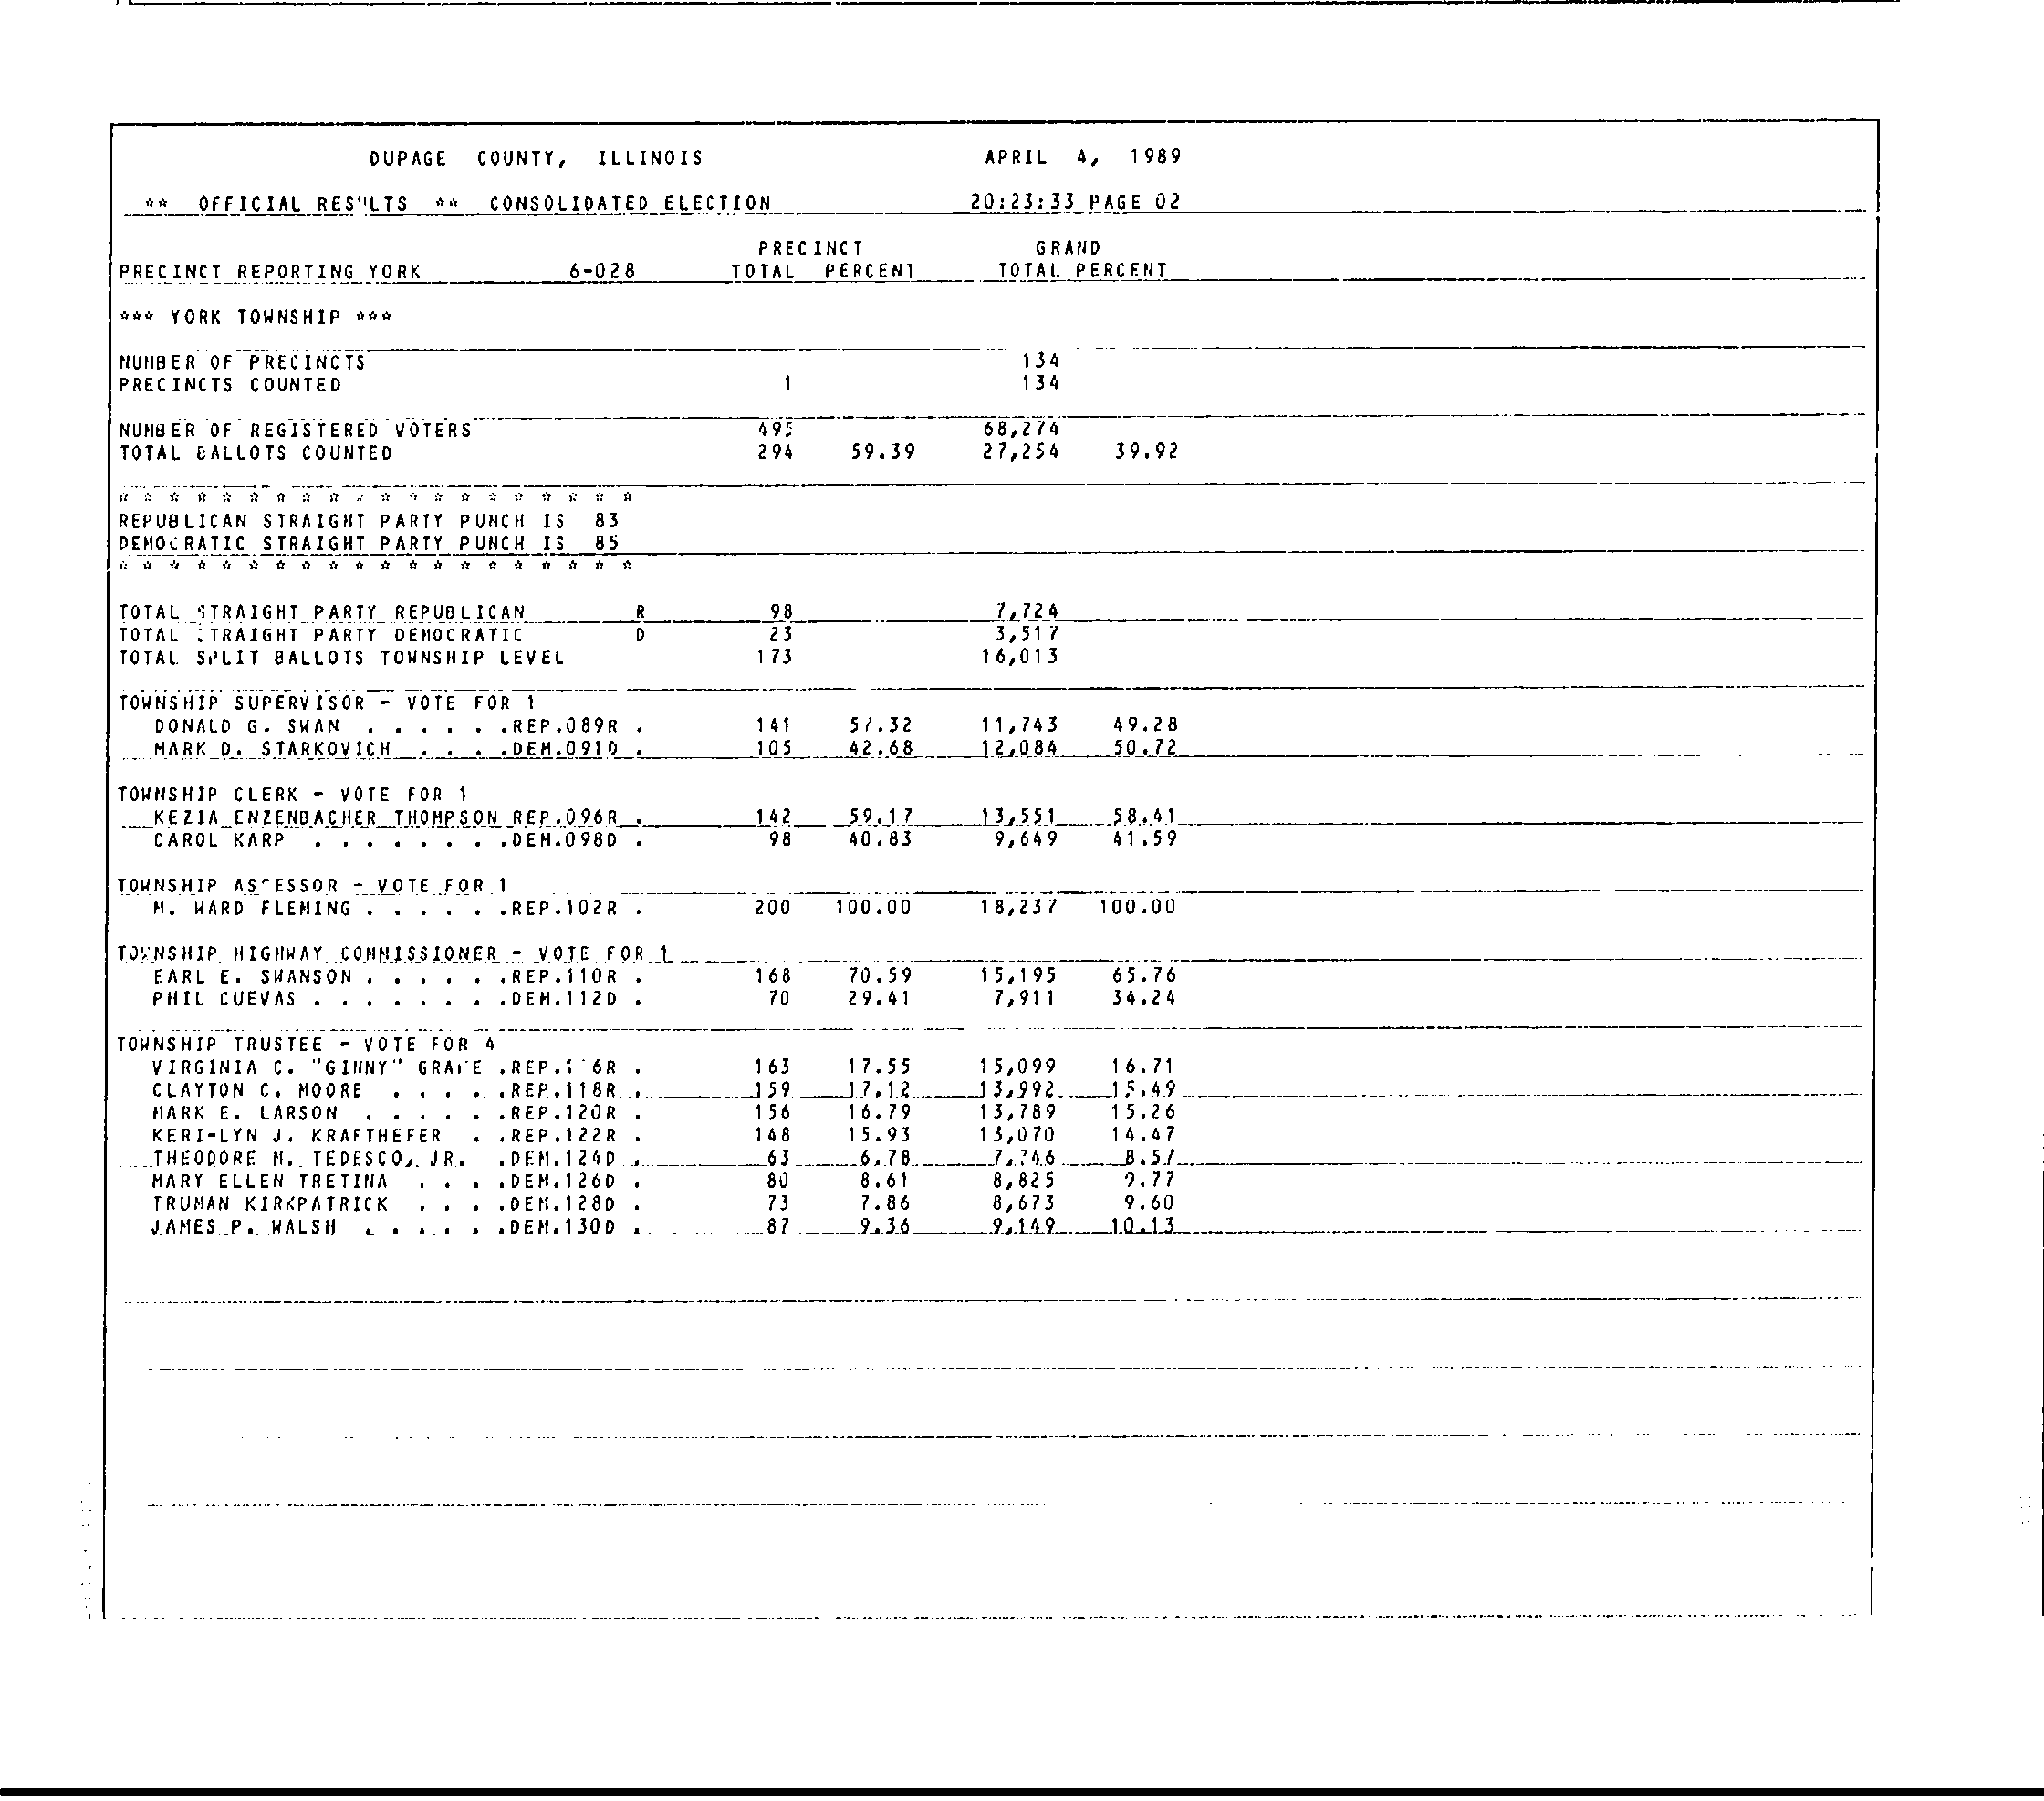 DUPAGE COUNTY, ILLINOIS APRIL 4, 1989
** OFFICIAL RESULTS ** CONSOLIDATED ELECTION 20:23:33 PAGE 02
PRECINCT GRAND
PRECINCT REPORTING YORK 6-028 TOTAL PERCENT TOTAL PERCENT
*** YORK TOWNSHIP ***
NUMBER OF PRECINCTS 134
PRECINCTS COUNTED 1 134
NUMBER OF REGISTERED VOTERS 495 68,274
TOTAL BALLOTS COUNTED 294 59.39 27,254 39.92
* * * * * * * * * * * * * * * * * * * *
REPUBLICAN STRAIGHT PARTY PUNCH IS 83
DEMOCRATIC STRAIGHT PARTY PUNCH IS 85
* * * * * * * * * * * * * * * * * * * *
TOTAL STRAIGHT PARTY REPUBLICAN R 98 7,724
TOTAL STRAIGHT PARTY DEMOCRATIC D 23 3,517
TOTAL SPLIT BALLOTS TOWNSHIP LEVEL 173 16,013
TOWNSHIP SUPERVISOR - VOTE FOR 1
DONALD G. SWAN . . . . . .REP.089R . 141 57.32 11,743 49.28
MARK D. STARKOVICH . . . .DEM.091D . 105 42.68 12,084 50.72
TOWNSHIP CLERK - VOTE FOR 1
KEZIA ENZENBACHER THOMPSON REP.096R . 142 59.17 13,551 58.41
CAROL KARP . . . . . . . .DEM.098D . 98 40.83 9,649 41.59
TOWNSHIP ASSESSOR - VOTE FOR 1
M. WARD FLEMING . . . . . .REP.102R . 200 100.00 18,237 100.00
TOWNSHIP HIGHWAY COMMISSIONER - VOTE FOR 1
EARL E. SWANSON . . . . . .REP.110R . 168 70.59 15,195 65.76
PHIL CUEVAS . . . . . . . .DEM.112D . 70 29.41 7,911 34.24
TOWNSHIP TRUSTEE - VOTE FOR 4
VIRGINIA C. "GINNY" . 163 17.55 15,099 16.71
CLAYTON C. MOORE . . . . .REP.118R . 159 17.12 13,992 15.49
MARK E. LARSON . . . . . .REP.120R . 156 16.79 13,789 15.26
KERI-LYN J. KRAFTHEFER . .REP.122R . 148 15.93 13,070 14.47
THEODORE M. TEDESCO, JR. .DEM.124D . 63 6.78 7,746 8.57
MARY ELLEN TRETINA . . . .DEM.126D . 80 8.61 8,825 9.77
TRUMAN KIRKPATRICK . . . .DEM.128D . 73 7.86 8,673 9.60
JAMES P. WALSH . . . . . .DEM.130D . 87 9.36 9,149 10.13